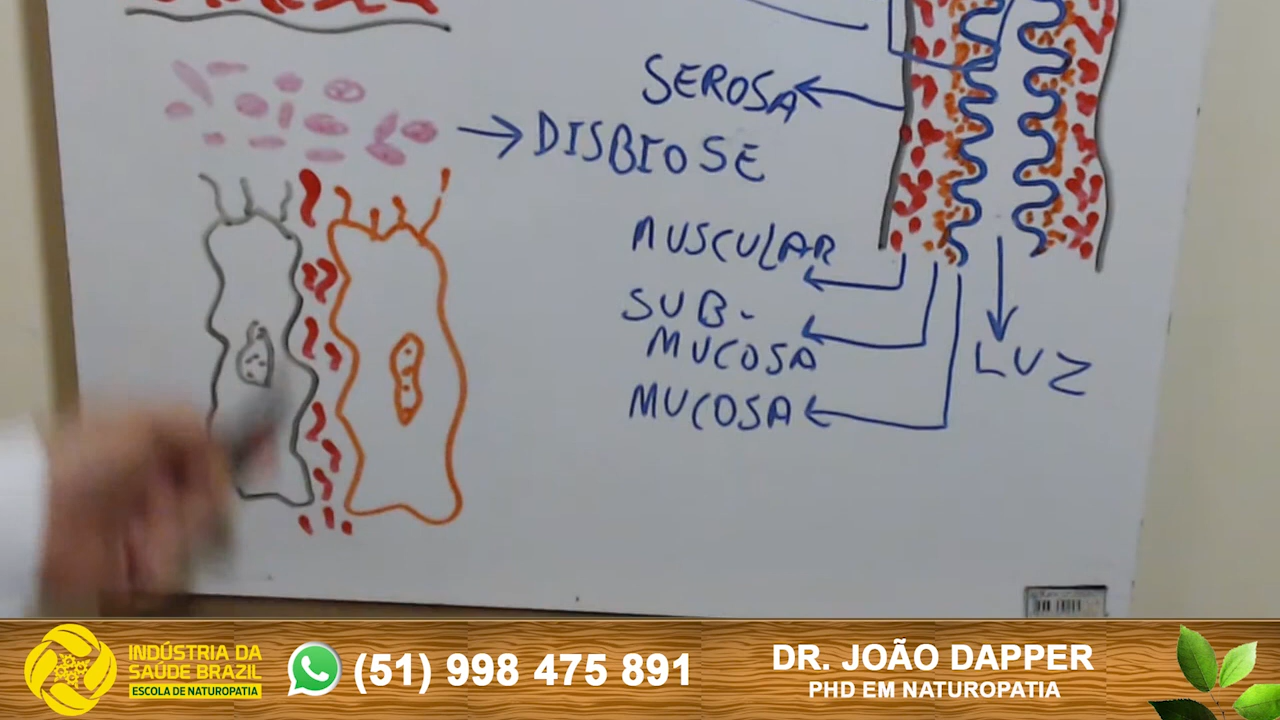 SEROSA
DISBIOSE
MUSCULAR
SUB-
MUCOSA
MUCOSA
LUZ
INDÚSTRIA DA
SAÚDE BRAZIL
ESCOLA DE NATUROPATIA
(51) 998 475 891
DR. JOÃO DAPPER
PHD EM NATUROPATIA